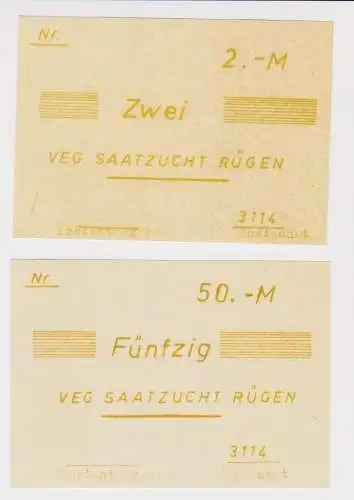 Nr.
2.-M
Zwei
VEG SAATZUCHT RÜGEN
3114
Nr
50.-M
Fünfzig
VEG SAATZUCHT RÜGEN
3114